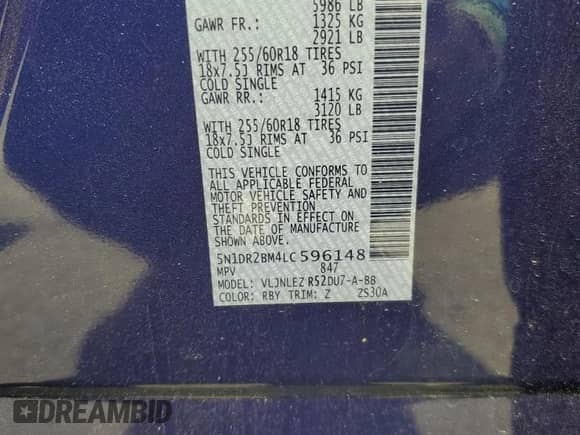 5986 LB
GAWR FR.: 1325 KG
2921 LB
WITH 255/60R18 TIRES
18x7.5J RIMS AT 36 PSI
COLD SINGLE
GAWR RR.: 1415 KG
3120 LB
WITH 255/60R18 TIRES
18x7.5J RIMS AT 36 PSI
COLD SINGLE
THIS VEHICLE CONFORMS TO
ALL APPLICABLE FEDERAL
MOTOR VEHICLE SAFETY AND
THEFT PREVENTION
STANDARDS IN EFFECT ON
THE DATE OF MANUFACTURE
SHOWN ABOVE.
5N1DR2BM4LC596148
MPV 847
MODEL: VLJNLEZ R52DU7-A-BB
COLOR: RBY TRIM: Z ZS30A
DREAMBID